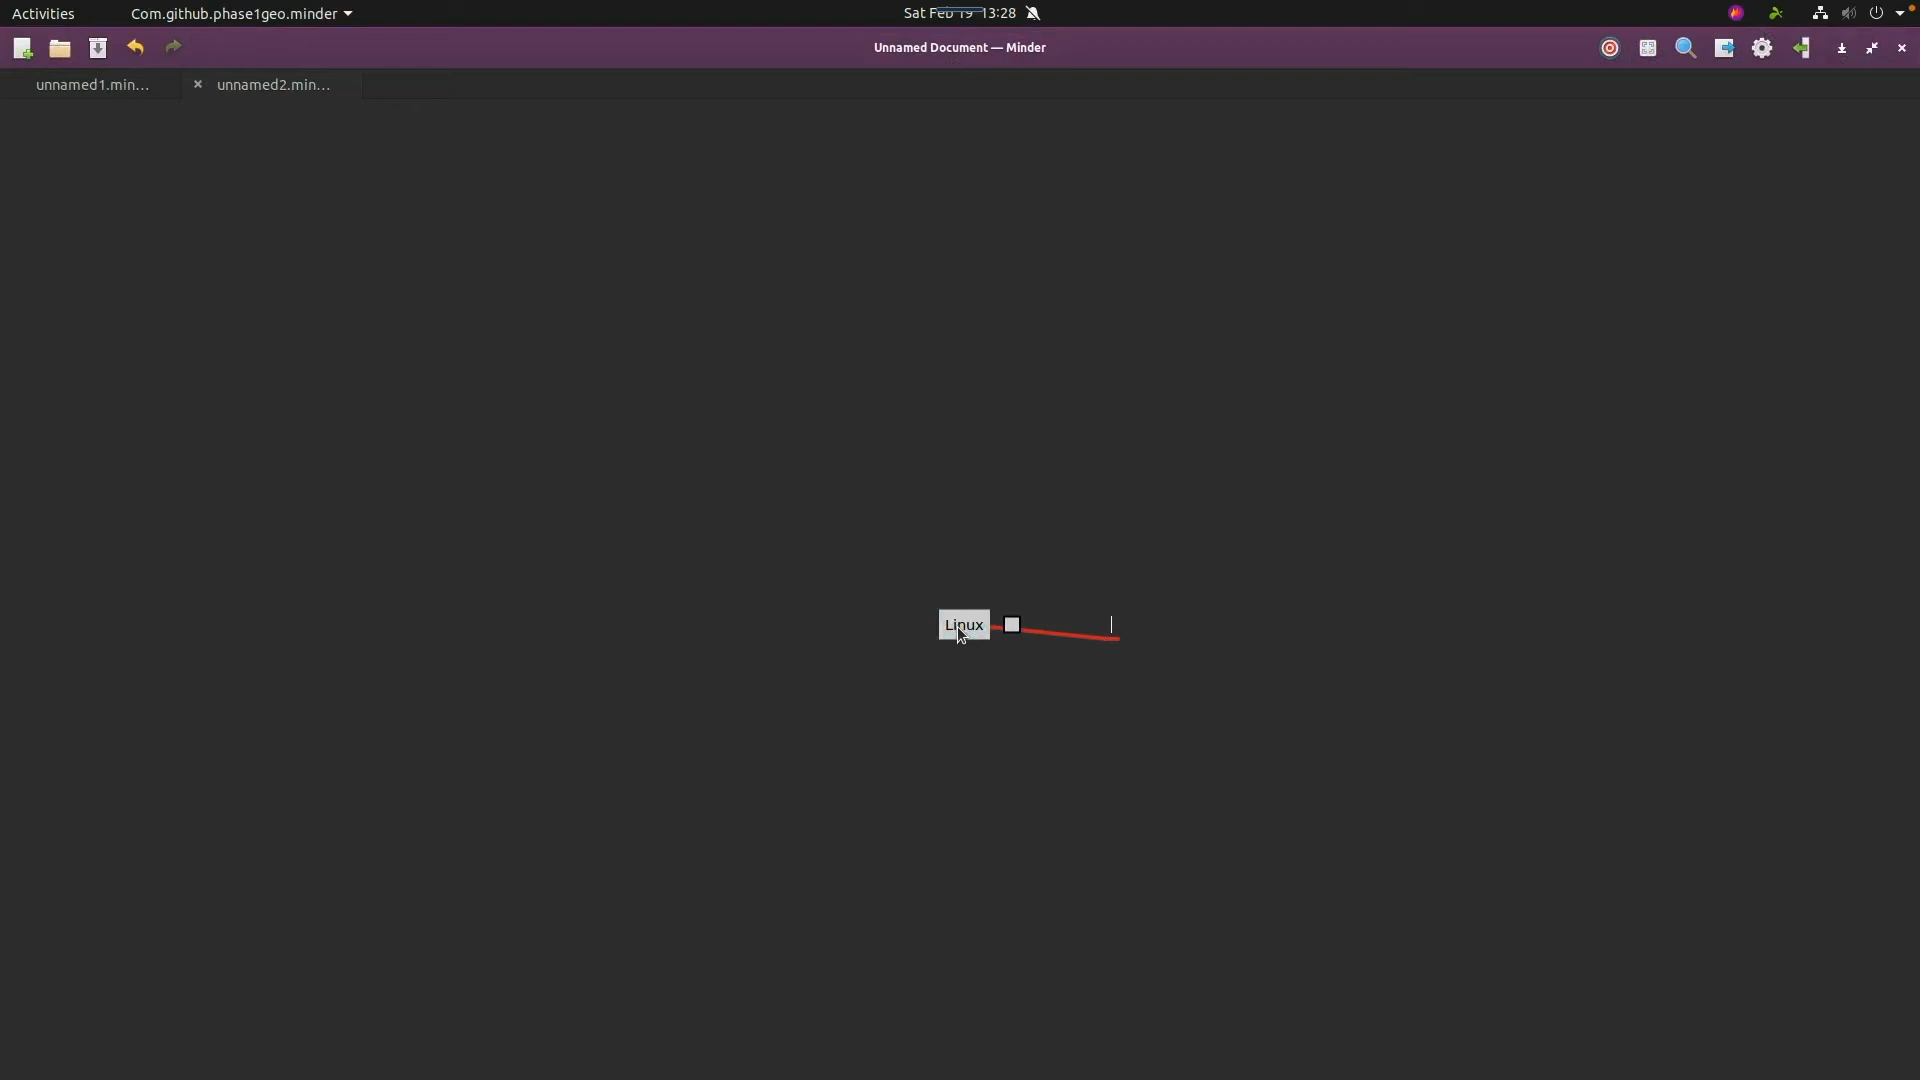 Activities
Com.github.phase1geo.minder
Sat Feb 19 13:28
Unnamed Document — Minder
unnamed1.min...
unnamed2.min...
Linux